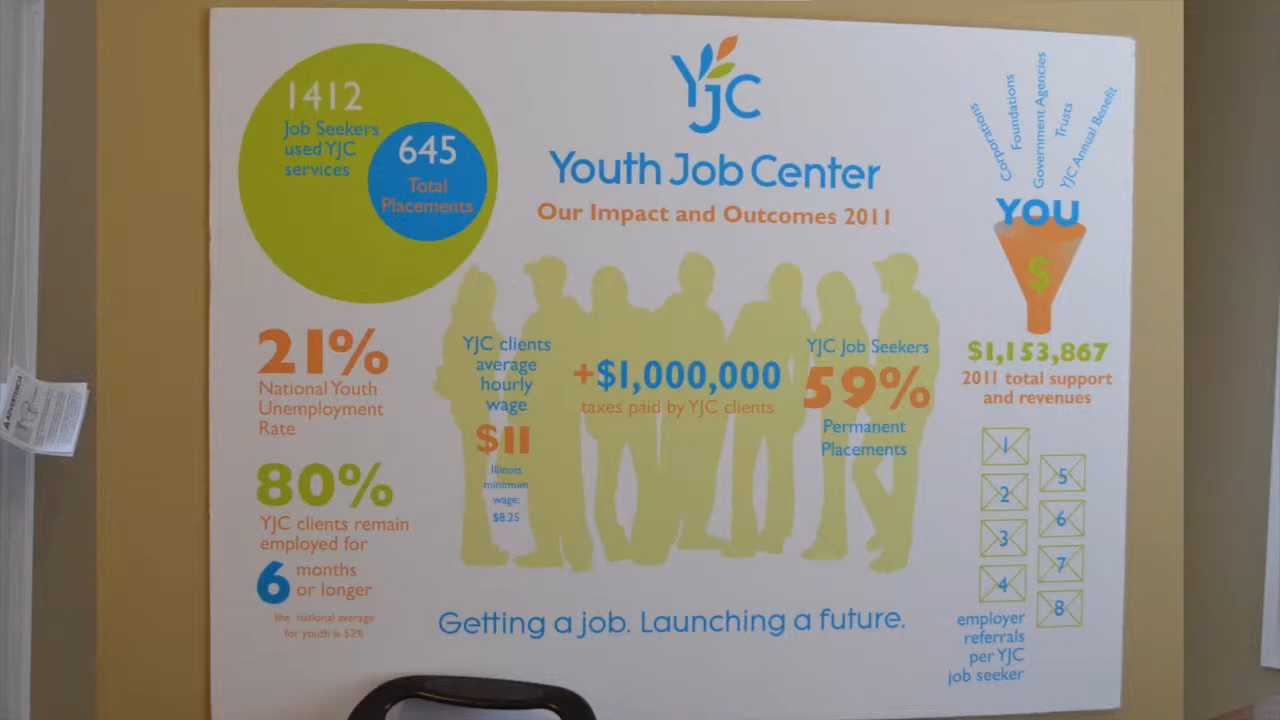 1412
Job Seekers
used YJC
services
645
Total
Placements
YJC
Youth Job Center
Our Impact and Outcomes 2011
Corporations
Foundations
Government Agencies
Trusts
YJC Annual Benefit
YOU
$
$1,153,867
2011 total support
and revenues
21%
National Youth
Unemployment
Rate
80%
YJC clients remain
employed for
6 months
or longer
the national average
for youth is 52%
YJC clients
average
hourly
wage
$11
Illinois
minimum
wage:
$8.25
+$1,000,000
taxes paid by YJC clients
YJC Job Seekers
59%
Permanent
Placements
1
2
3
4
5
6
7
8
employer
referrals
per YJC
job seeker
Getting a job. Launching a future.
ADVERTENCIA